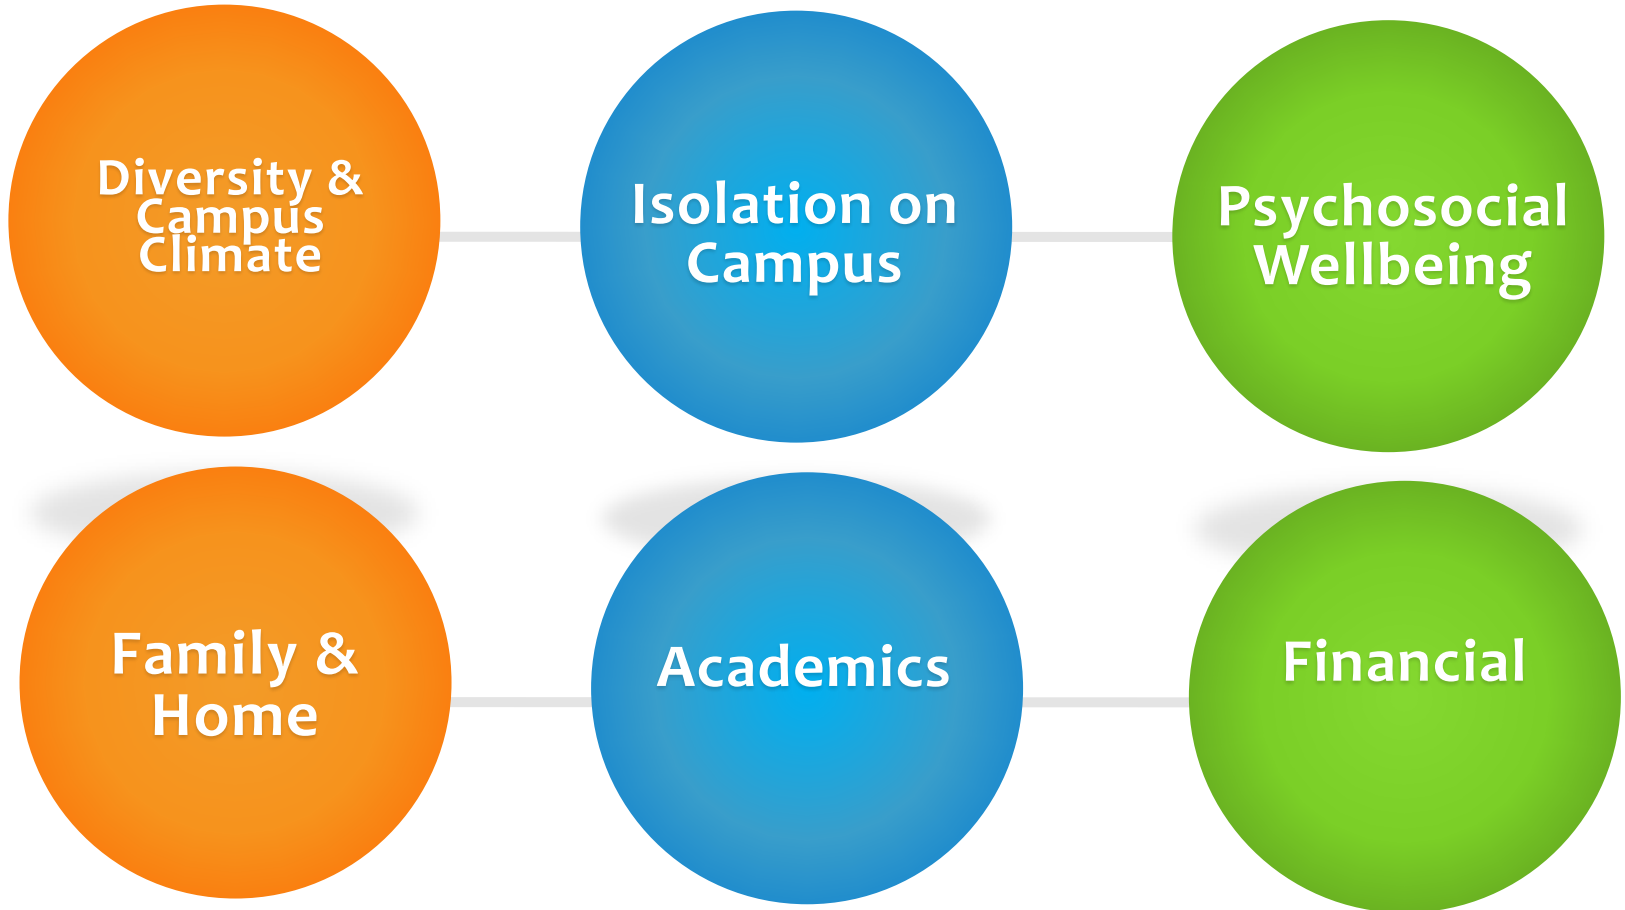 Diversity &
Campus
Climate
Isolation on
Campus
Psychosocial
Wellbeing
Family &
Home
Academics
Financial